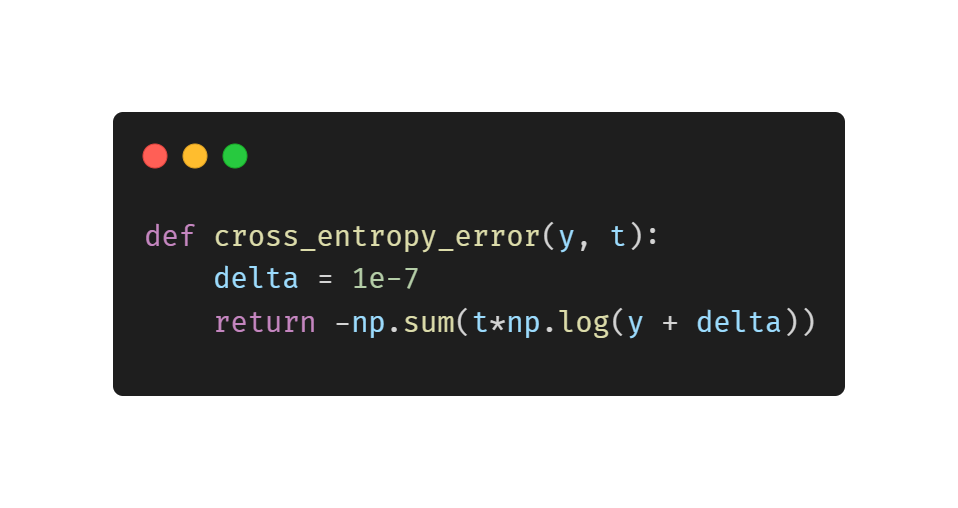 def cross_entropy_error(y, t):
    delta = 1e-7
    return -np.sum(t*np.log(y + delta))